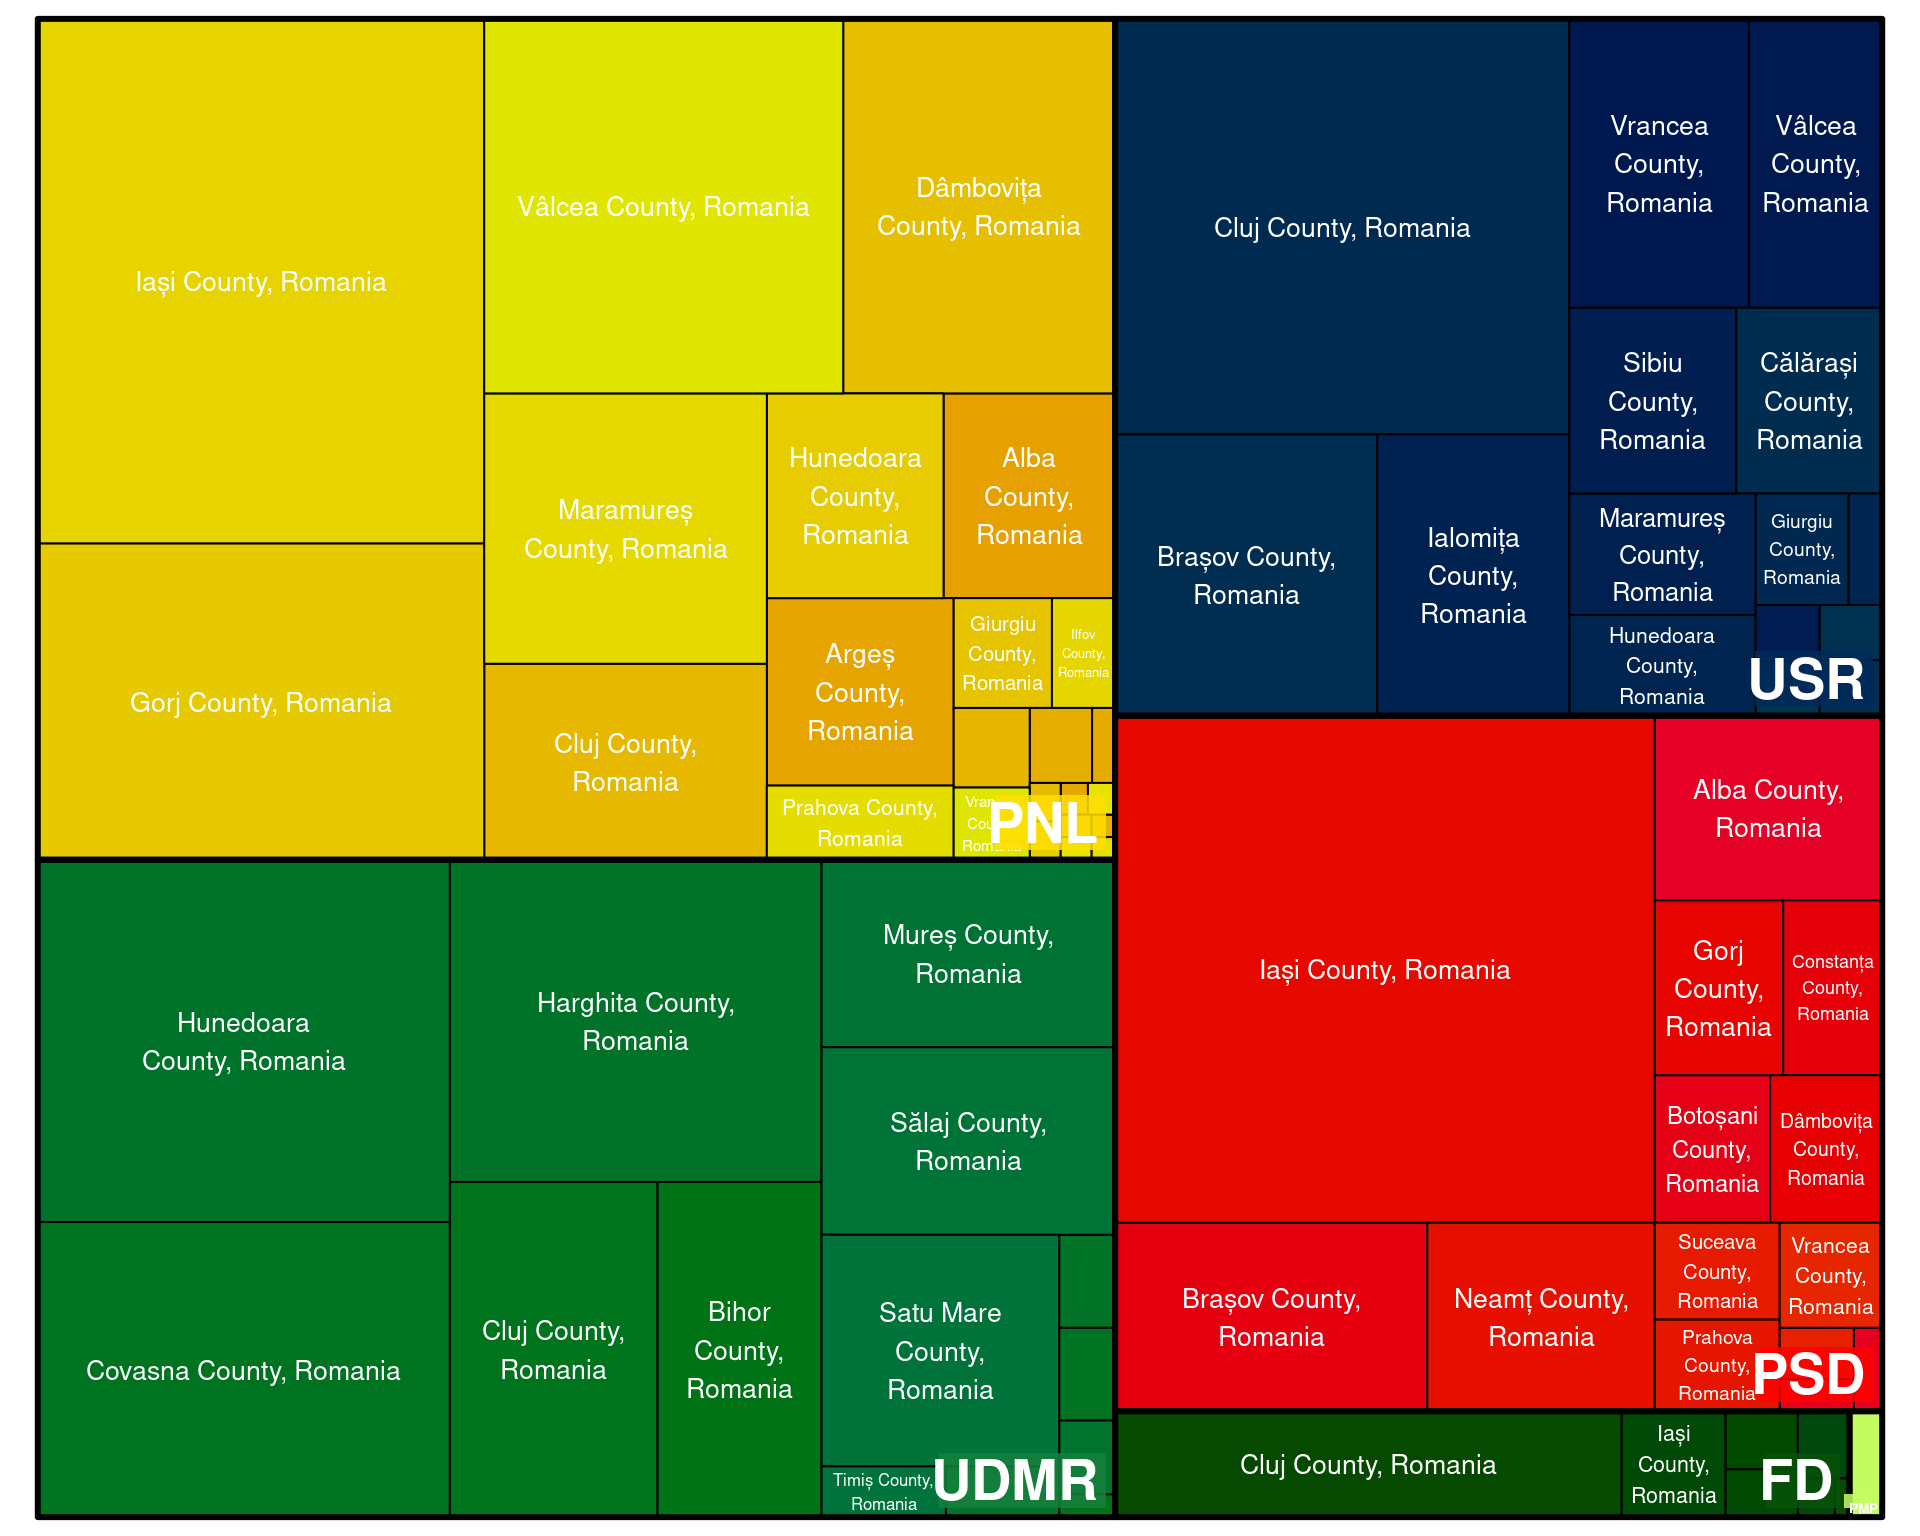 Iași County, Romania
Gorj County, Romania
Vâlcea County, Romania
Dâmbovița
County, Romania
Maramureș
County, Romania
Cluj County,
Romania
Hunedoara
County,
Romania
Alba
County,
Romania
Argeș
County,
Romania
Prahova County,
Romania
Giurgiu
County,
Romania
Ilfov
County,
Romania
PNL
Hunedoara
County, Romania
Covasna County, Romania
Harghita County,
Romania
Cluj County,
Romania
Bihor
County,
Romania
Mureș County,
Romania
Sălaj County,
Romania
Satu Mare
County,
Romania
Timiș County,
Romania
UDMR
Cluj County, Romania
Brașov County,
Romania
Ialomița
County,
Romania
Vrancea
County,
Romania
Vâlcea
County,
Romania
Sibiu
County,
Romania
Călărași
County,
Romania
Maramureș
County,
Romania
Giurgiu
County,
Romania
Hunedoara
County,
Romania
USR
Iași County, Romania
Brașov County,
Romania
Neamț County,
Romania
Alba County,
Romania
Gorj
County,
Romania
Constanța
County,
Romania
Botoșani
County,
Romania
Dâmbovița
County,
Romania
Suceava
County,
Romania
Vrancea
County,
Romania
Prahova
County,
Romania
PSD
Cluj County, Romania
Iași
County,
Romania
FD
PMP